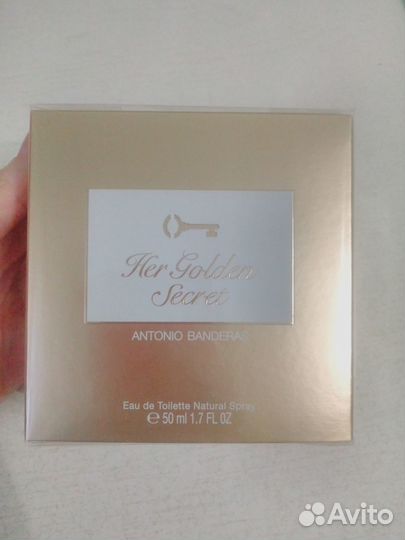 Her Golden
Secret
ANTONIO BANDERAS
Eau de Toilette Natural Spray
℮ 50 ml 1.7 FL OZ
Avito